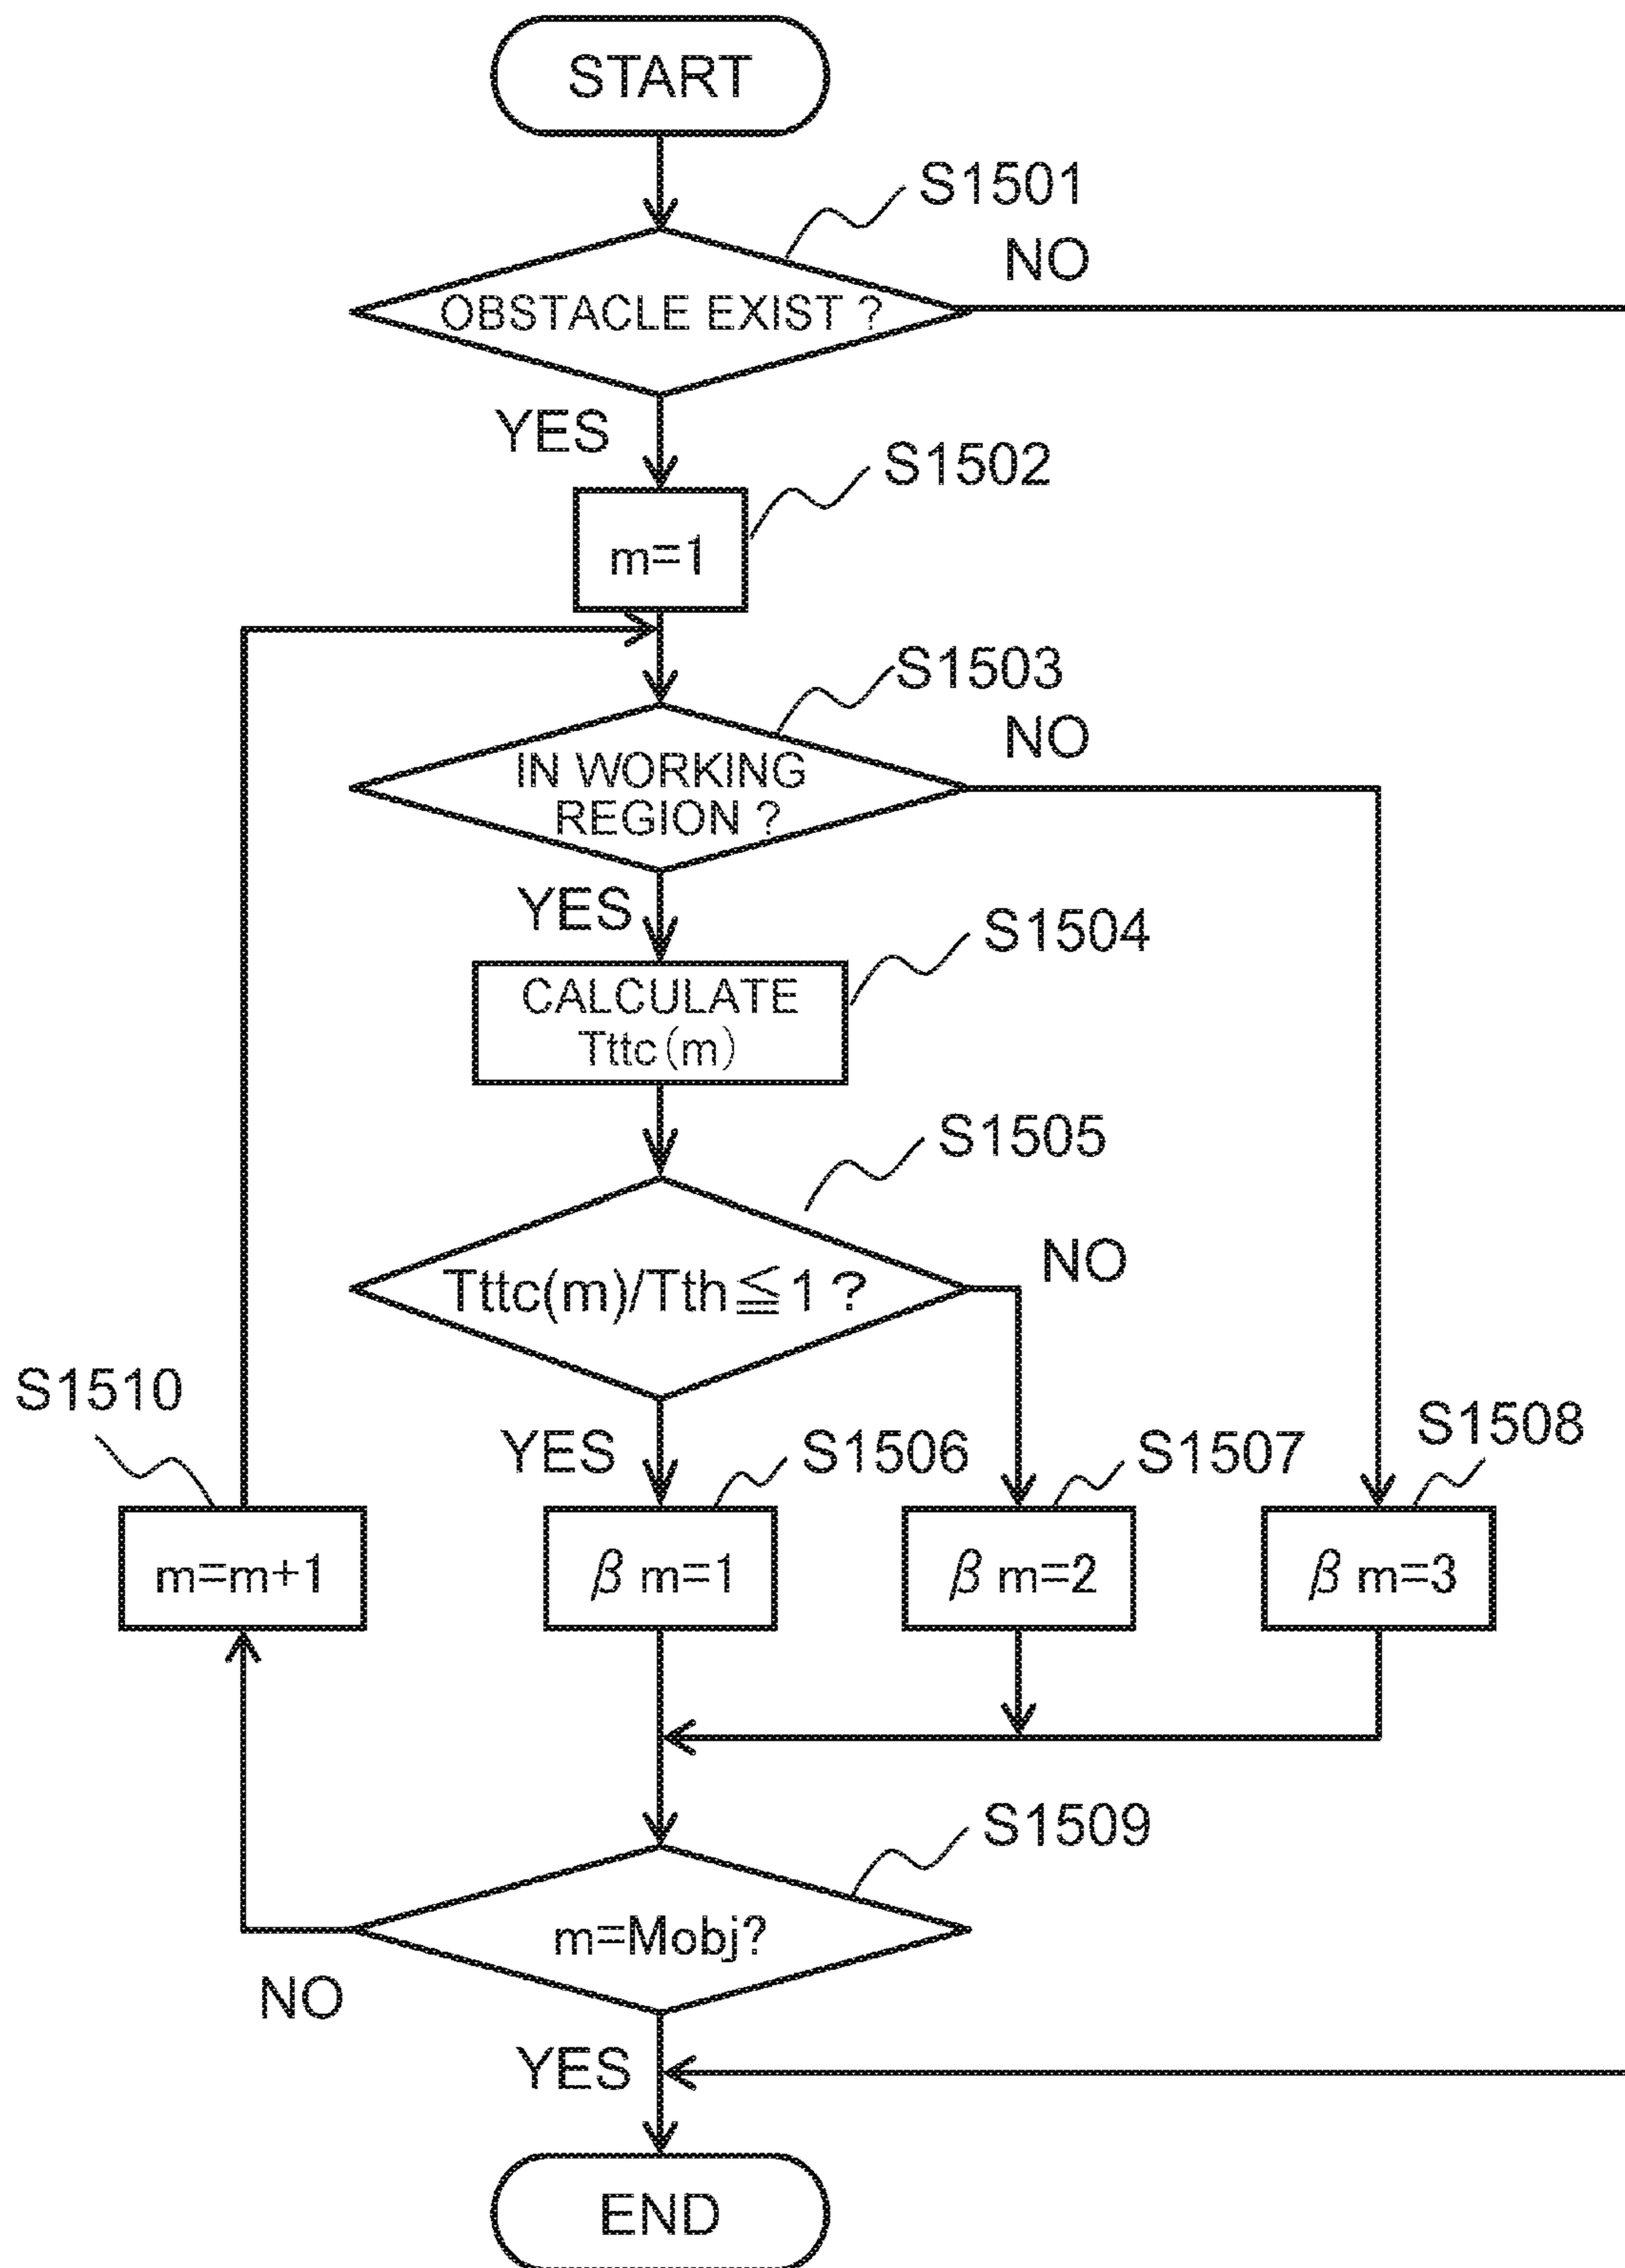 START
S1501
NO
OBSTACLE EXIST ?
YES
S1502
m=1
S1503
NO
IN WORKING
REGION ?
YES
S1504
CALCULATE
Tttc(m)
S1505
NO
Tttc(m)/Tth≦1 ?
S1510
YES
S1506
S1507
S1508
m=m+1
β m=1
β m=2
β m=3
S1509
m=Mobj?
NO
YES
END